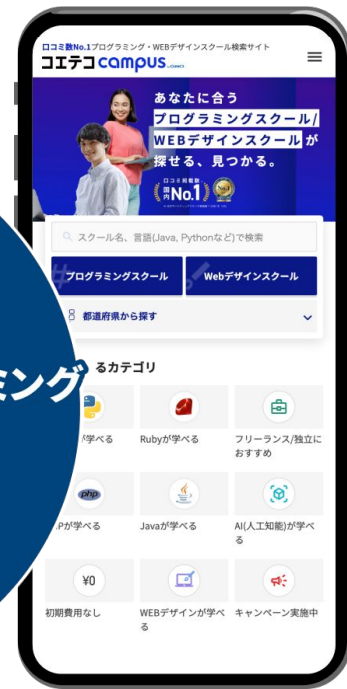 口コミ数No.1プログラミング・WEBデザインスクール検索サイト
コエテコcampus
あなたに合う
プログラミングスクール/
WEBデザインスクールが
探せる、見つかる。
口コミ掲載数
国内No.1
スクール名、言語(Java, Pythonなど)で検索
プログラミングスクール
Webデザインスクール
都道府県から探す
ミング
るカテゴリ
が学べる
Rubyが学べる
フリーランス/独立に
おすすめ
php
Java
Pが学べる
Javaが学べる
AI(人工知能)が学べ
る
¥0
初期費用なし
WEBデザインが学べ
る
キャンペーン実施中